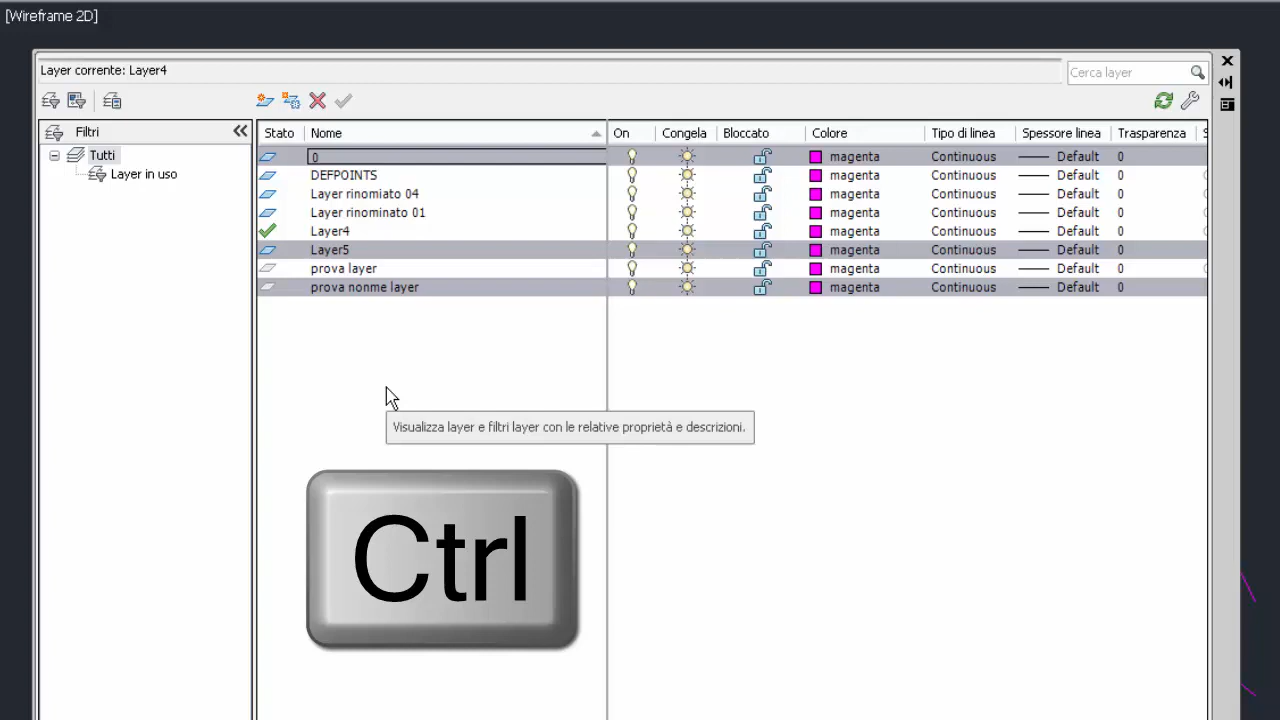 [Wireframe 2D]
Layer corrente: Layer4
Cerca layer
Filtri
Tutti
Layer in uso
Stato Nome On Congela Bloccato Colore Tipo di linea Spessore linea Trasparenza S
0 magenta Continuous Default 0
DEFPOINTS magenta Continuous Default 0
Layer rinomiato 04 magenta Continuous Default 0
Layer rinominato 01 magenta Continuous Default 0
Layer4 magenta Continuous Default 0
Layer5 magenta Continuous Default 0
prova layer magenta Continuous Default 0
prova nonme layer magenta Continuous Default 0
Visualizza layer e filtri layer con le relative proprietà e descrizioni.
Ctrl